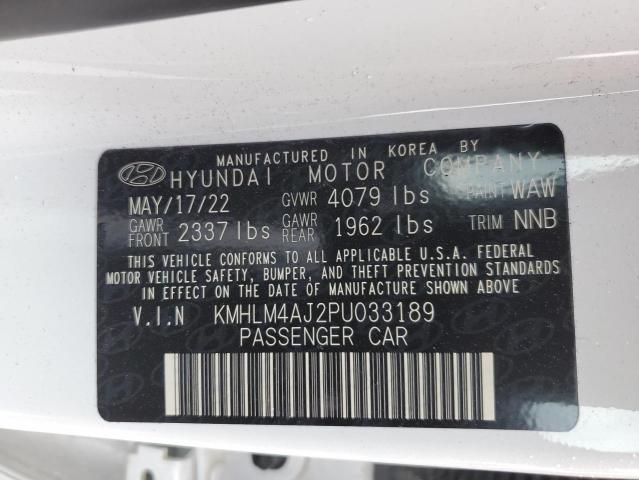 MANUFACTURED IN KOREA BY
HYUNDAI MOTOR COMPANY
MAY/17/22 GVWR 4079 lbs PAINT WAW
GAWR FRONT 2337 lbs GAWR REAR 1962 lbs TRIM NNB
THIS VEHICLE CONFORMS TO ALL APPLICABLE U.S.A. FEDERAL
MOTOR VEHICLE SAFETY, BUMPER, AND THEFT PREVENTION STANDARDS
IN EFFECT ON THE DATE OF MANUFACTURE SHOWN ABOVE.
V.I.N KMHLM4AJ2PU033189
PASSENGER CAR